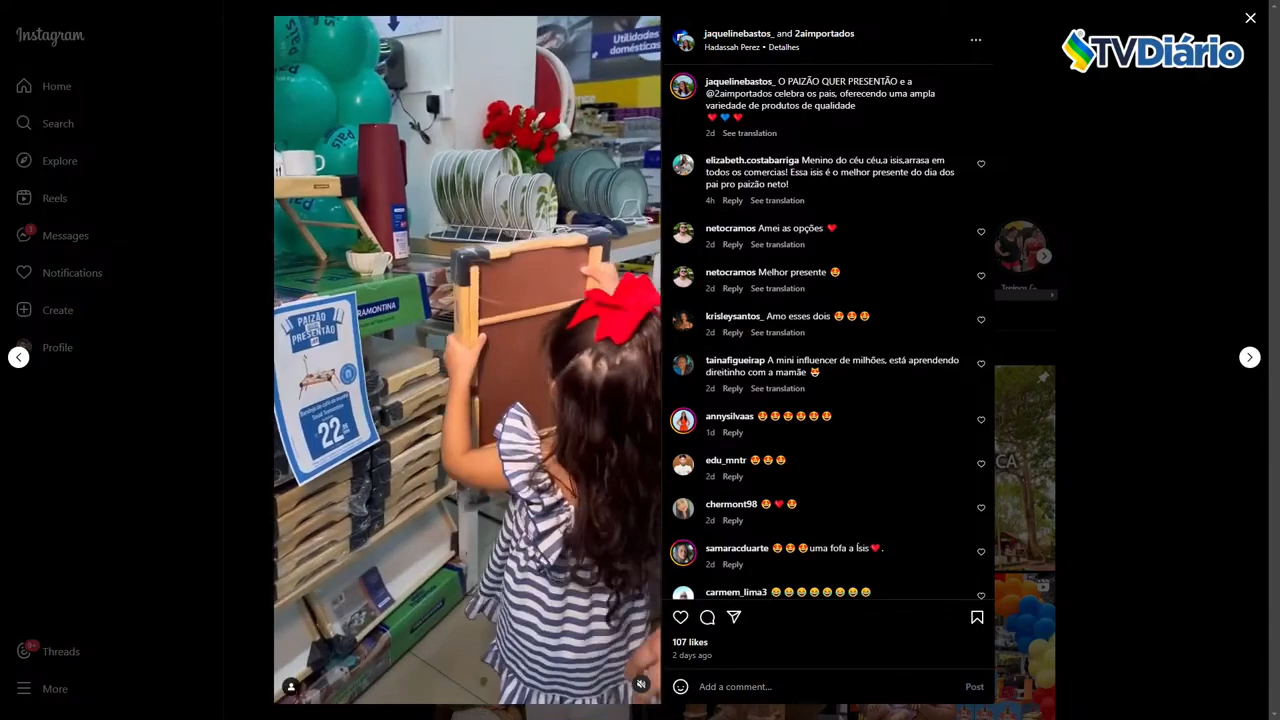 Instagram
Home
Search
Explore
Reels
Messages
Notifications
Create
Profile
Threads
More
Utilidades
domésticas
País
TRAMONTINA
PAIZÃO
PRESENTÃO
22
jaquelinebastos_ and 2aimportados
Hadassah Perez • Detalhes
jaquelinebastos_ O PAIZÃO QUER PRESENTÃO e a
@2aimportados celebra os pais, oferecendo uma ampla
variedade de produtos de qualidade
❤️ 💙 ❤️
2d See translation
elizabeth.costabarriga Menino do céu céu,a isis,arrasa em
todos os comercias! Essa isis é o melhor presente do dia dos
pai pro paizão neto!
4h Reply See translation
netocramos Amei as opções ❤️
2d Reply See translation
netocramos Melhor presente 😍
2d Reply See translation
krisleysantos_ Amo esses dois 😍 😍 😍
2d Reply See translation
tainafigueirap A mini influencer de milhões, está aprendendo
direitinho com a mamãe 😻
2d Reply See translation
annysilvaas 😍 😍 😍 😍 😍 😍
1d Reply
edu_mntr 😍 😍 😍
2d Reply
chermont98 😍 ❤️ 😍
2d Reply
samaracduarte 😍 😍 😍uma fofa a Ísis❤️.
2d Reply
carmem_lima3 😂 😂 😂 😂 😂 😂 😂 😂
107 likes
2 days ago
Add a comment...
Post
TVDiário